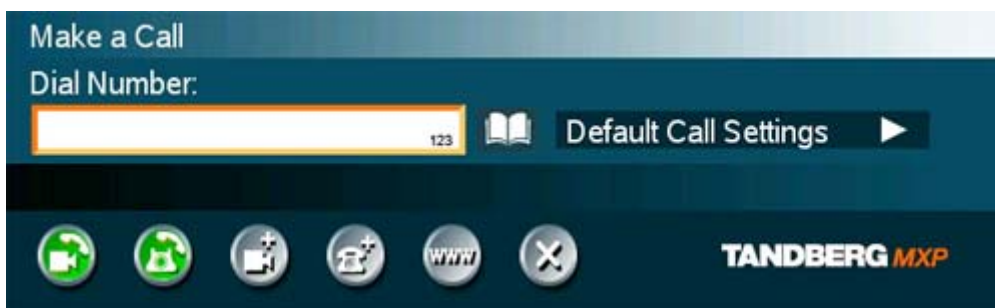 Make a Call
Dial Number:
123
Default Call Settings
www
TANDBERG MXP